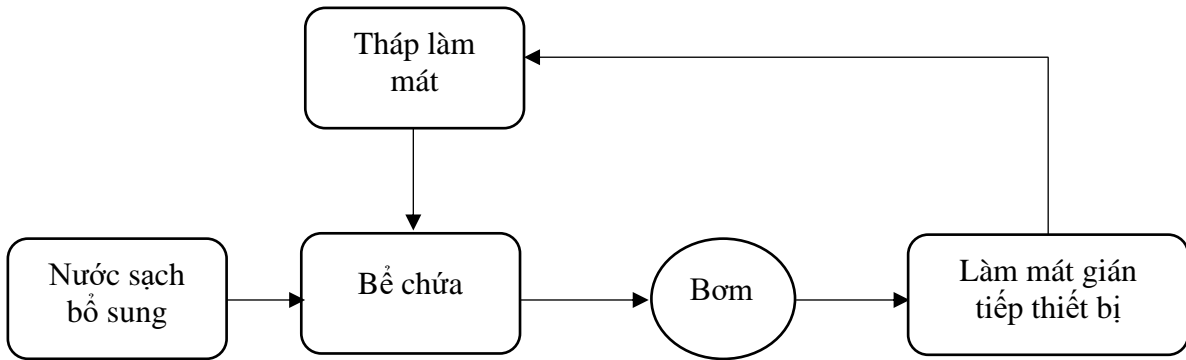 Tháp làm
mát
Nước sạch
bổ sung
Bể chứa
Bơm
Làm mát gián
tiếp thiết bị